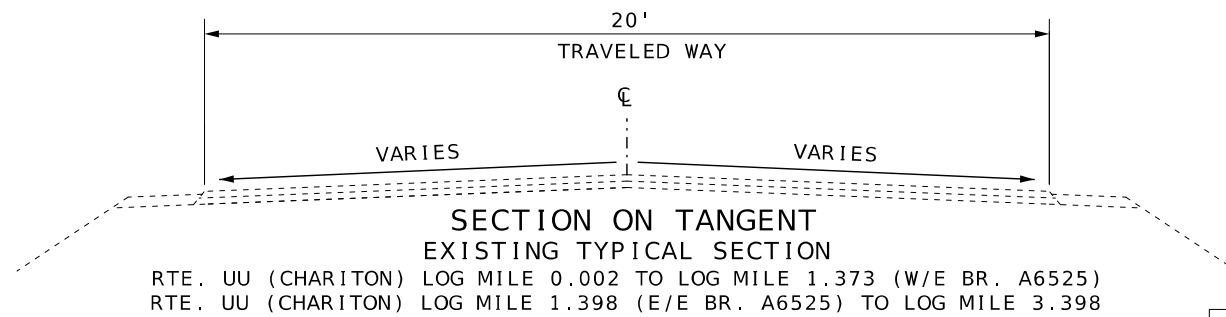 20'
TRAVELED WAY
℄
VARIES VARIES
SECTION ON TANGENT
EXISTING TYPICAL SECTION
RTE. UU (CHARITON) LOG MILE 0.002 TO LOG MILE 1.373 (W/E BR. A6525)
RTE. UU (CHARITON) LOG MILE 1.398 (E/E BR. A6525) TO LOG MILE 3.398